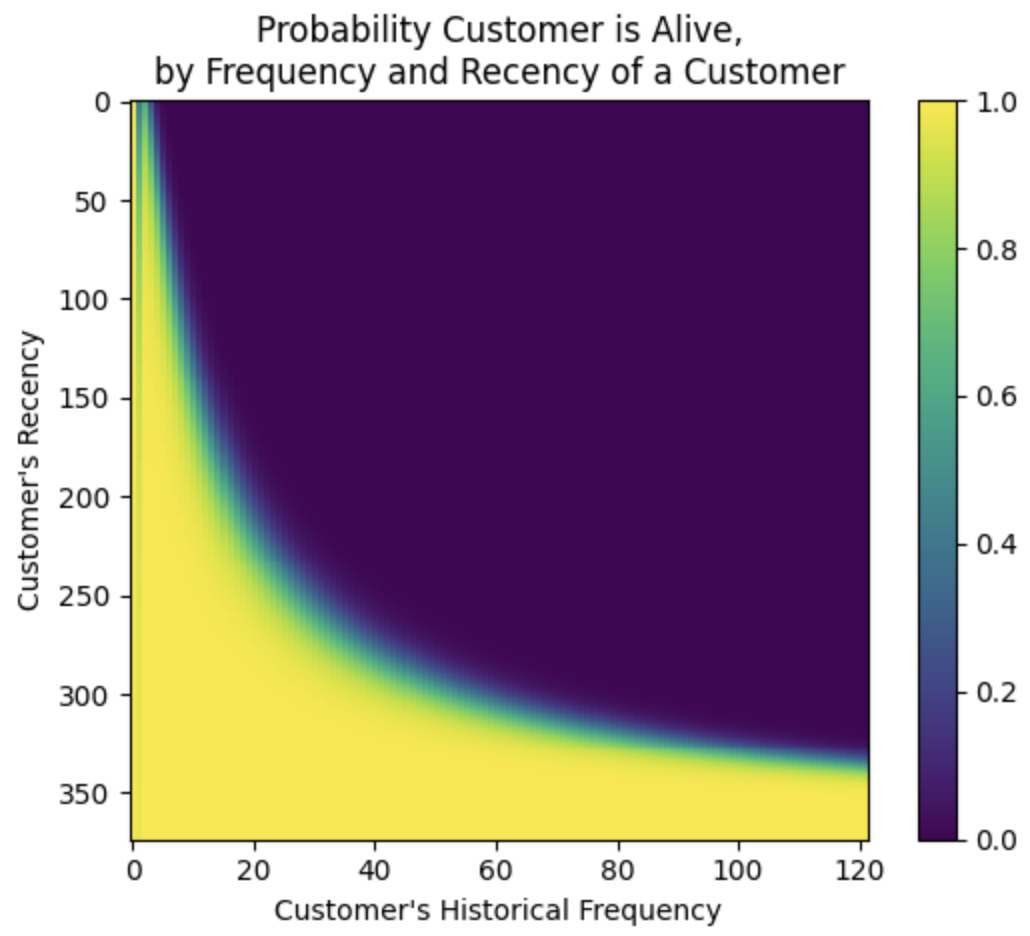 Probability Customer is Alive,
by Frequency and Recency of a Customer
0
50
100
150
200
250
300
350
Customer's Recency
0 20 40 60 80 100 120
Customer's Historical Frequency
1.0
0.8
0.6
0.4
0.2
0.0